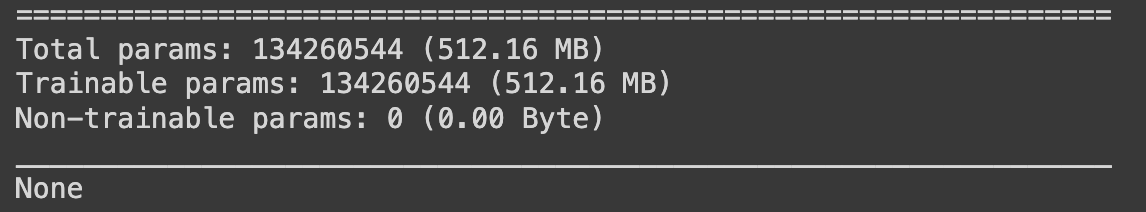 =================================================================
Total params: 134260544 (512.16 MB)
Trainable params: 134260544 (512.16 MB)
Non-trainable params: 0 (0.00 Byte)
_________________________________________________________________
None